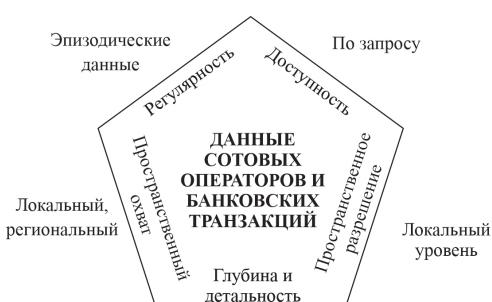 Эпизодические
данные
По запросу
Регулярность
Доступность
Пространственный
охват
ДАННЫЕ
СОТОВЫХ
ОПЕРАТОРОВ И
БАНКОВСКИХ
ТРАНЗАКЦИЙ
Пространственное
разрешение
Локальный,
региональный
Локальный
уровень
Глубина и
детальность